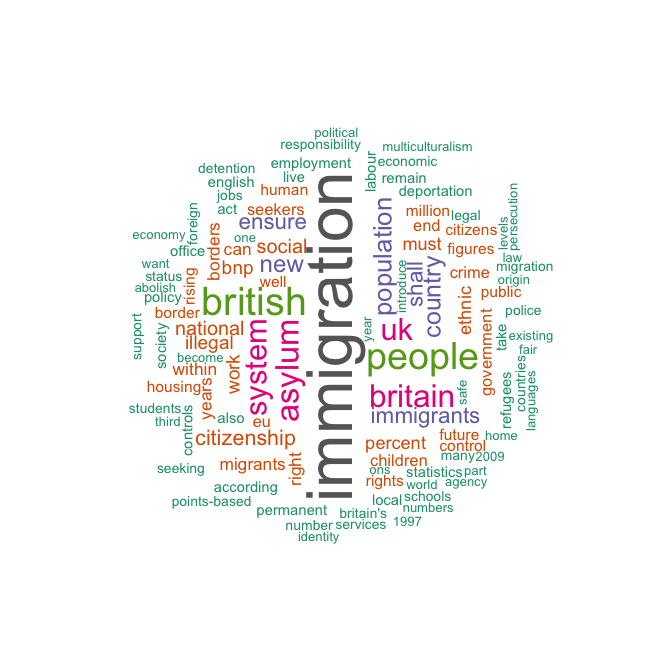 political
responsibility
multiculturalism
employment
labour
economic
detention
live
remain
english
human
deportation
jobs
act
seekers
million
legal
foreign
ensure
population
end
citizens
levels
persecution
economy
office
borders
one
can
social
must
figures
want
bnp
new
shall
country
law
status
rising
well
immigration
introduce
crime
migration
abolish
origin
policy
british
ethnic
public
border
national
year
uk
police
support
society
illegal
system
asylum
government
take
existing
become
people
fair
within
work
housing
years
britain
safe
refugees
countries
languages
students
also
eu
immigrants
third
controls
citizenship
percent
future
home
control
seeking
migrants
right
children
many
2009
ons
statistics
part
according
rights
world
agency
points-based
local
schools
permanent
britain's
numbers
number
services
1997
identity